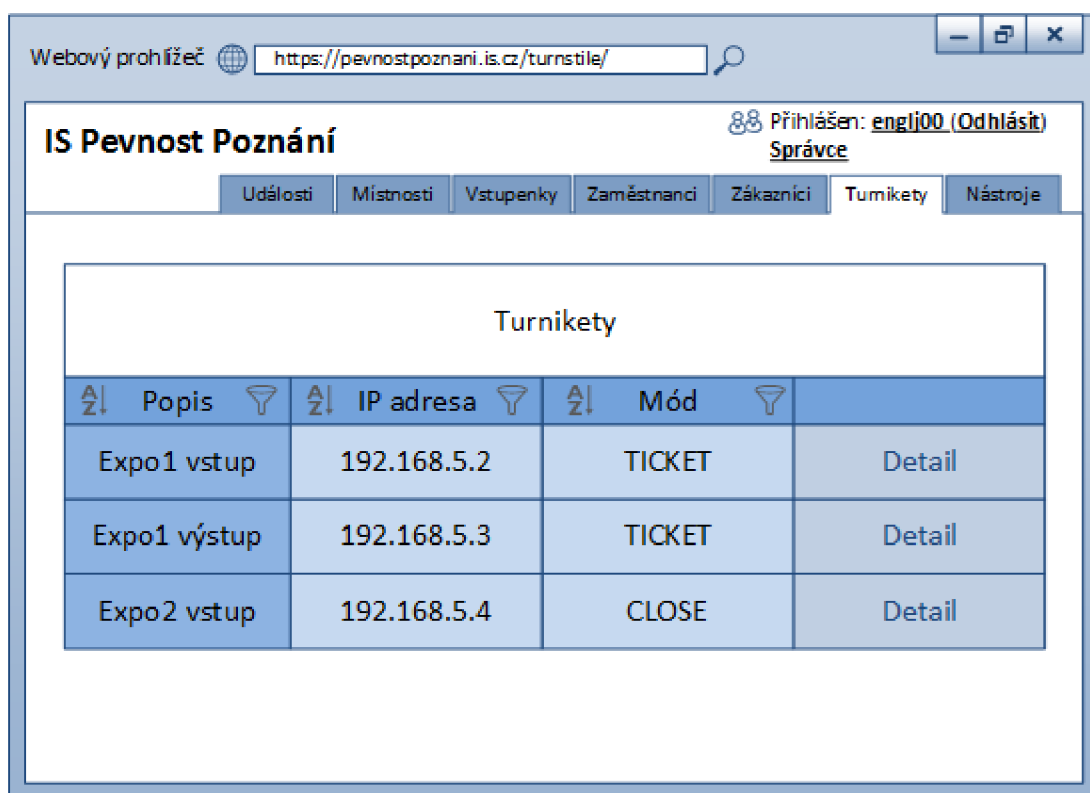 Webový prohlížeč https://pevnostpoznani.is.cz/turnstile/
IS Pevnost Poznání
Přihlášen: englj00 (Odhlásit)
Správce
Události Místnosti Vstupenky Zaměstnanci Zákazníci Turnikety Nástroje
Turnikety
Popis IP adresa Mód
Expo1 vstup 192.168.5.2 TICKET Detail
Expo1 výstup 192.168.5.3 TICKET Detail
Expo2 vstup 192.168.5.4 CLOSE Detail